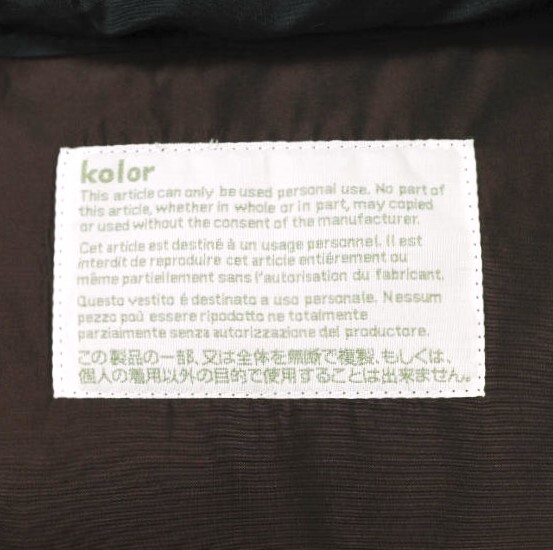 kolor
This article can only be used personal use. No part of
this article, whether in whole or in part, may copied
or used without the consent of the manufacturer.
Cet article est destiné à un usage personnel. Il est
interdit de reproduire cet article entiérement ou
même partiellement sans l'autorisation du fabricant.
Questo vestito é destinato a uso personale. Nessum
pezzo poú essere ripodotto ne totalmente
parzialmente senza autorizzazione del productore.
この製品の一部、又は全体を無断で複製、もしくは、
個人の着用以外の目的で使用することは出来ません。